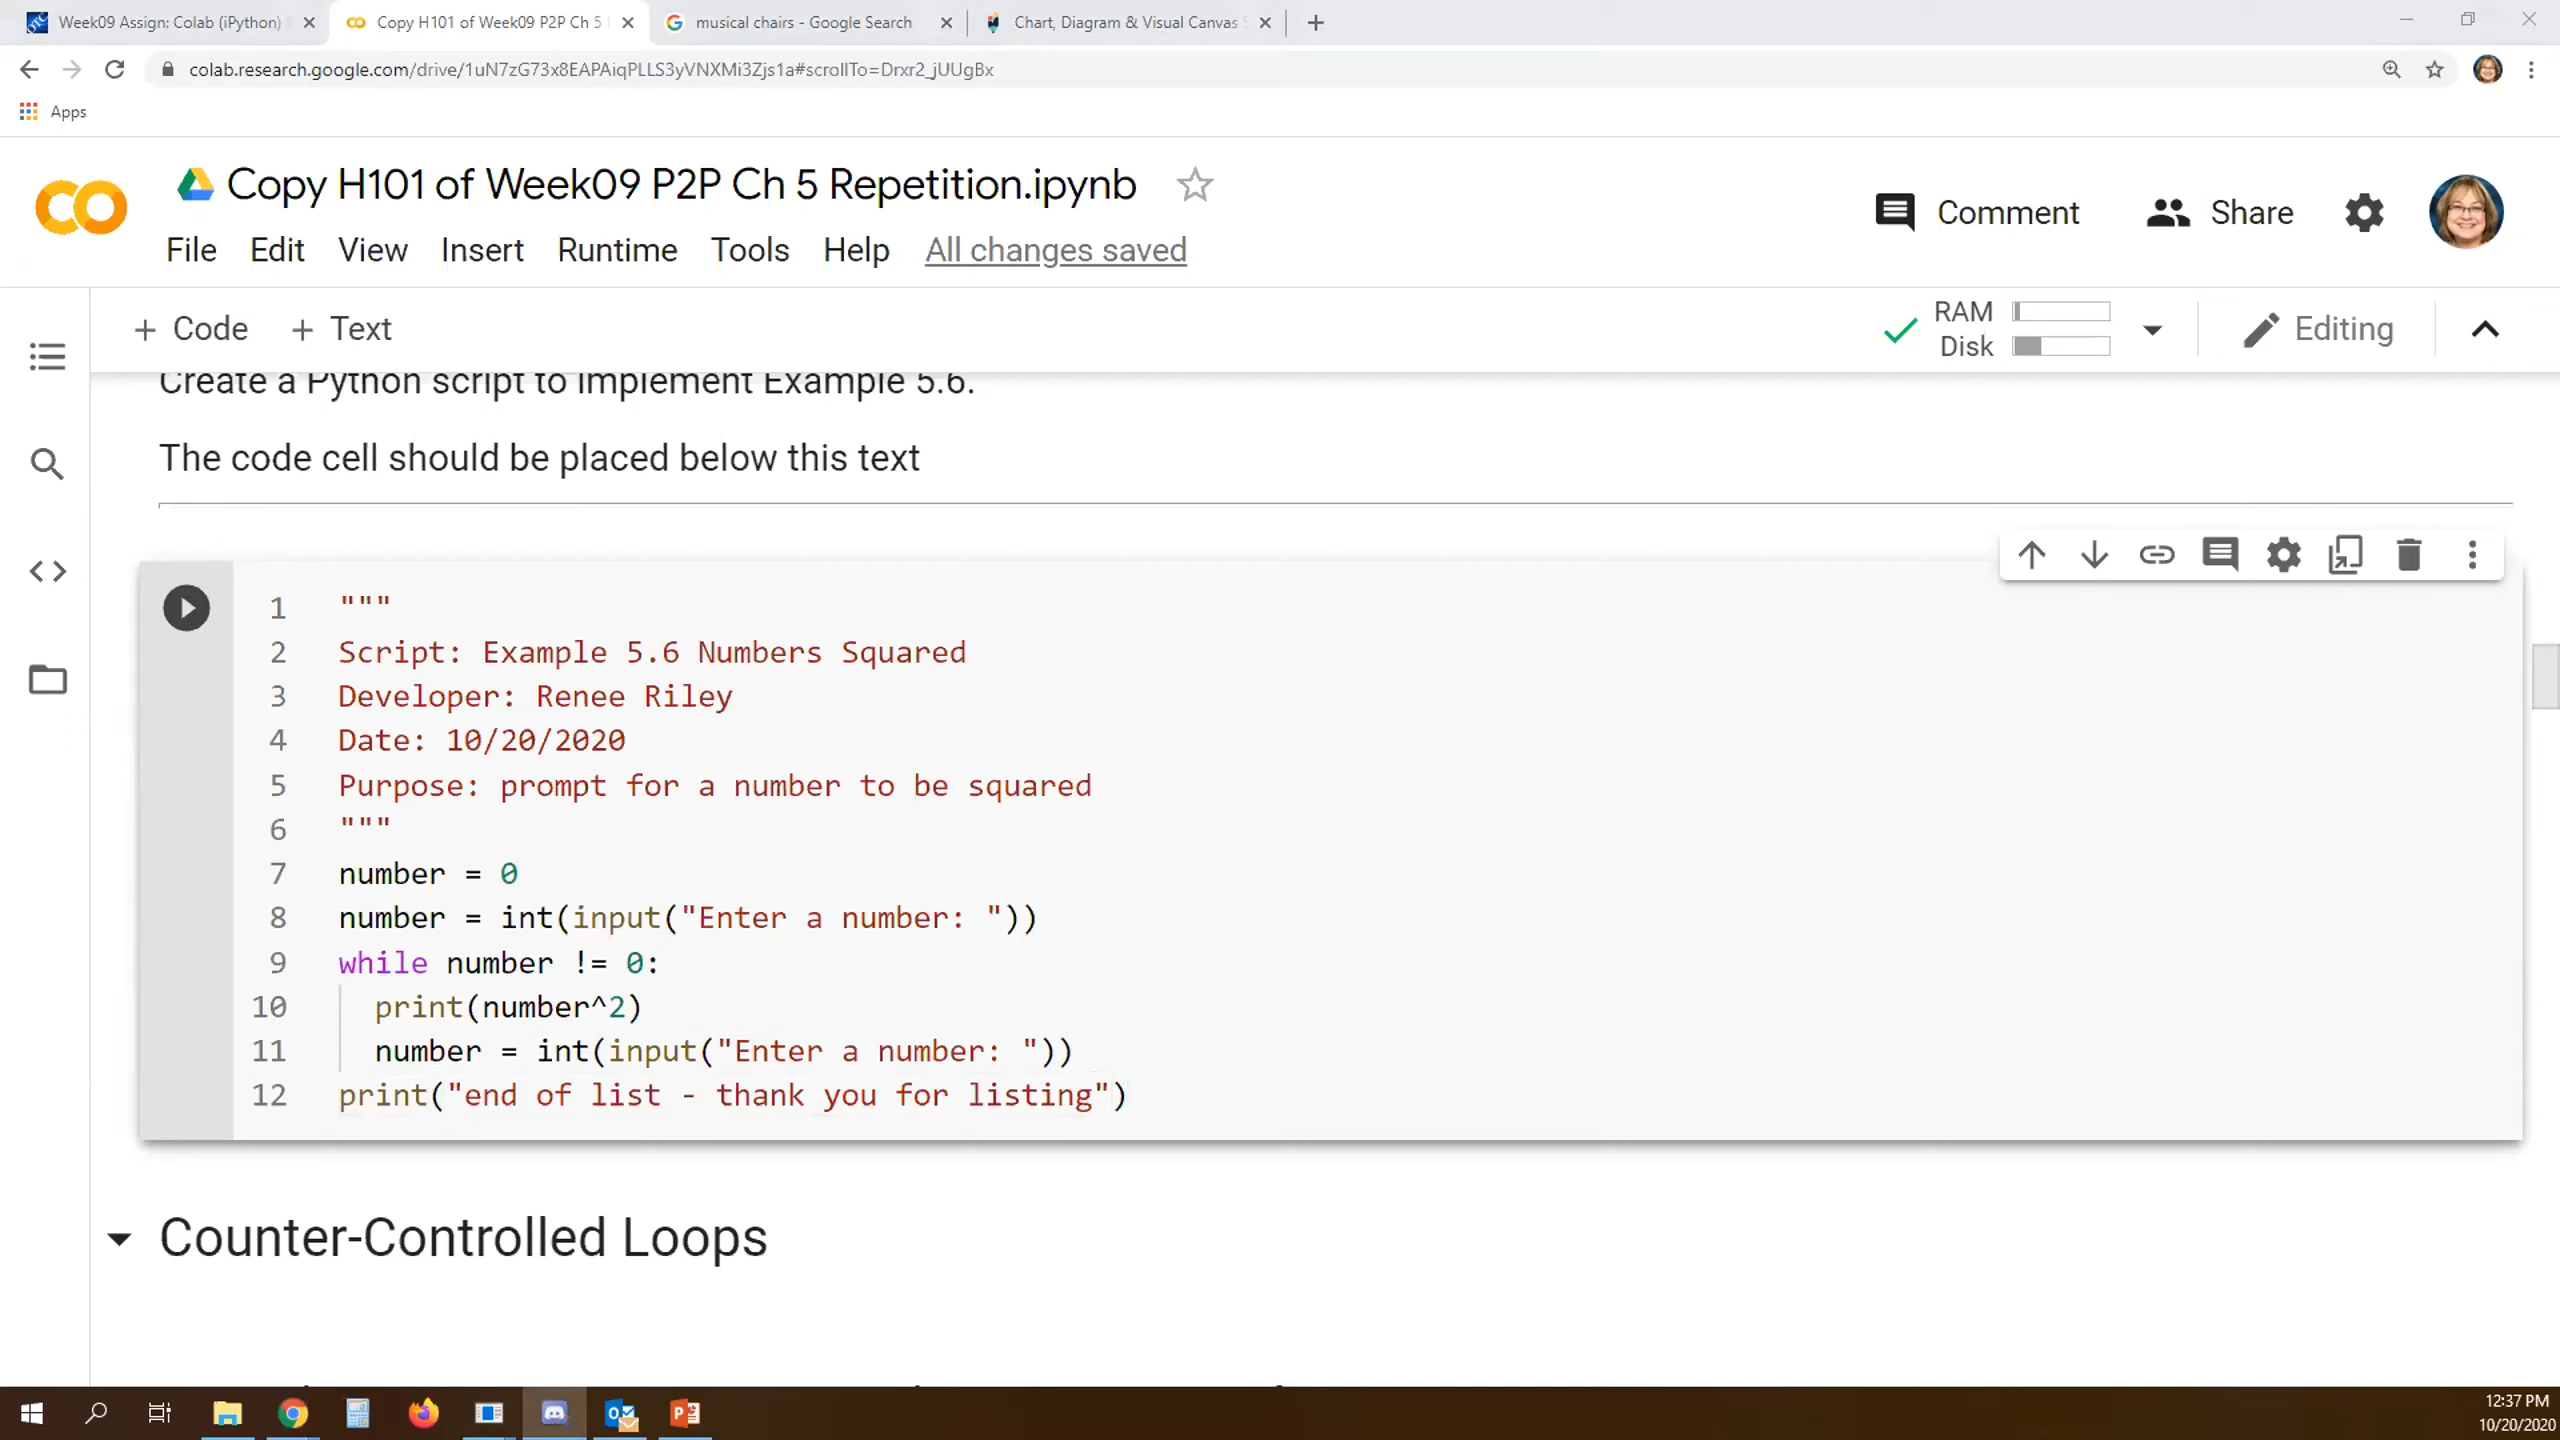 Week09 Assign: Colab (iPython)
Copy H101 of Week09 P2P Ch 5
musical chairs - Google Search
Chart, Diagram & Visual Canvas
colab.research.google.com/drive/1uN7zG73x8EAPAiqPLLS3yVNXMi3Zjs1a#scrollTo=Drxr2_jUUgBx
Apps
Copy H101 of Week09 P2P Ch 5 Repetition.ipynb
Comment
Share
File Edit View Insert Runtime Tools Help All changes saved
+ Code + Text
RAM
Disk
Editing
Create a Python script to implement Example 5.6.
The code cell should be placed below this text
1 """
2 Script: Example 5.6 Numbers Squared
3 Developer: Renee Riley
4 Date: 10/20/2020
5 Purpose: prompt for a number to be squared
6 """
7 number = 0
8 number = int(input("Enter a number: "))
9 while number != 0:
10 print(number^2)
11 number = int(input("Enter a number: "))
12 print("end of list - thank you for listing")
Counter-Controlled Loops
12:37 PM
10/20/2020